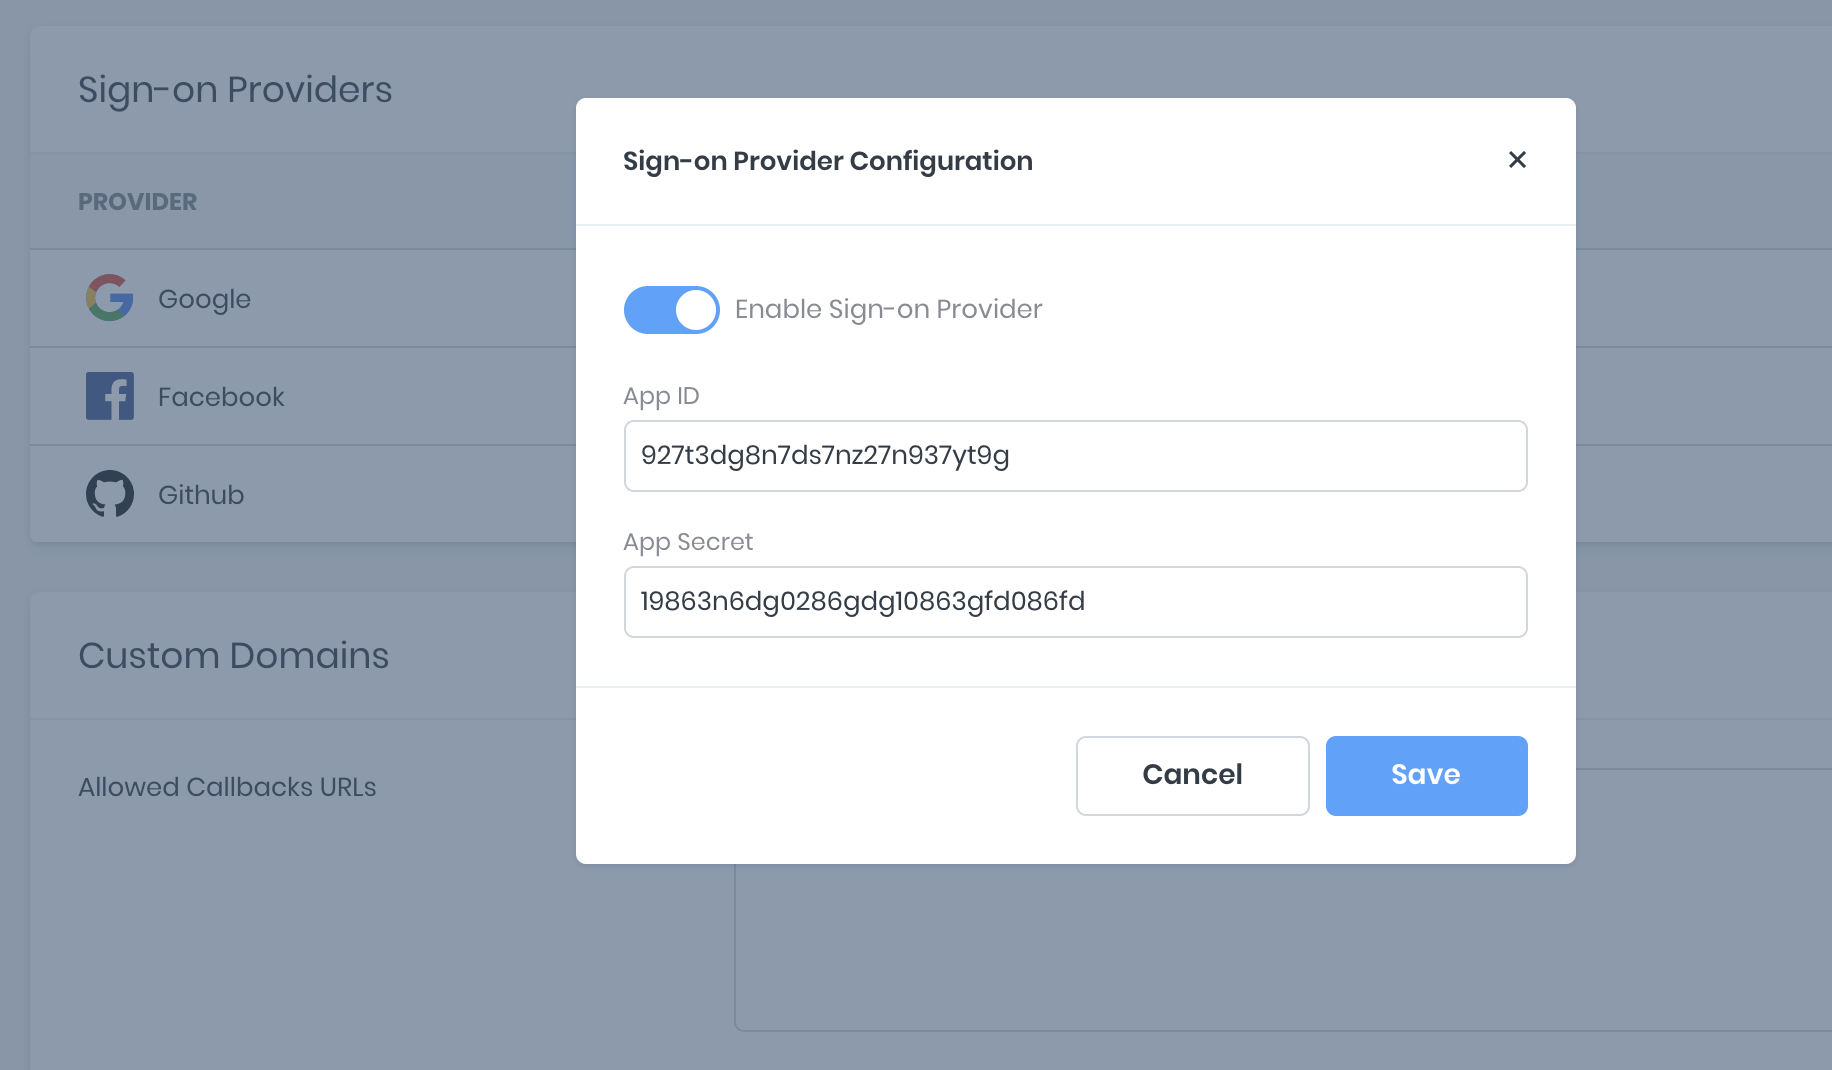 Sign-on Providers
PROVIDER
Google
Facebook
Github
Custom Domains
Allowed Callbacks URLs
Sign-on Provider Configuration
Enable Sign-on Provider
App ID
927t3dg8n7ds7nz27n937yt9g
App Secret
19863n6dg0286gdg10863gfd086fd
Cancel
Save